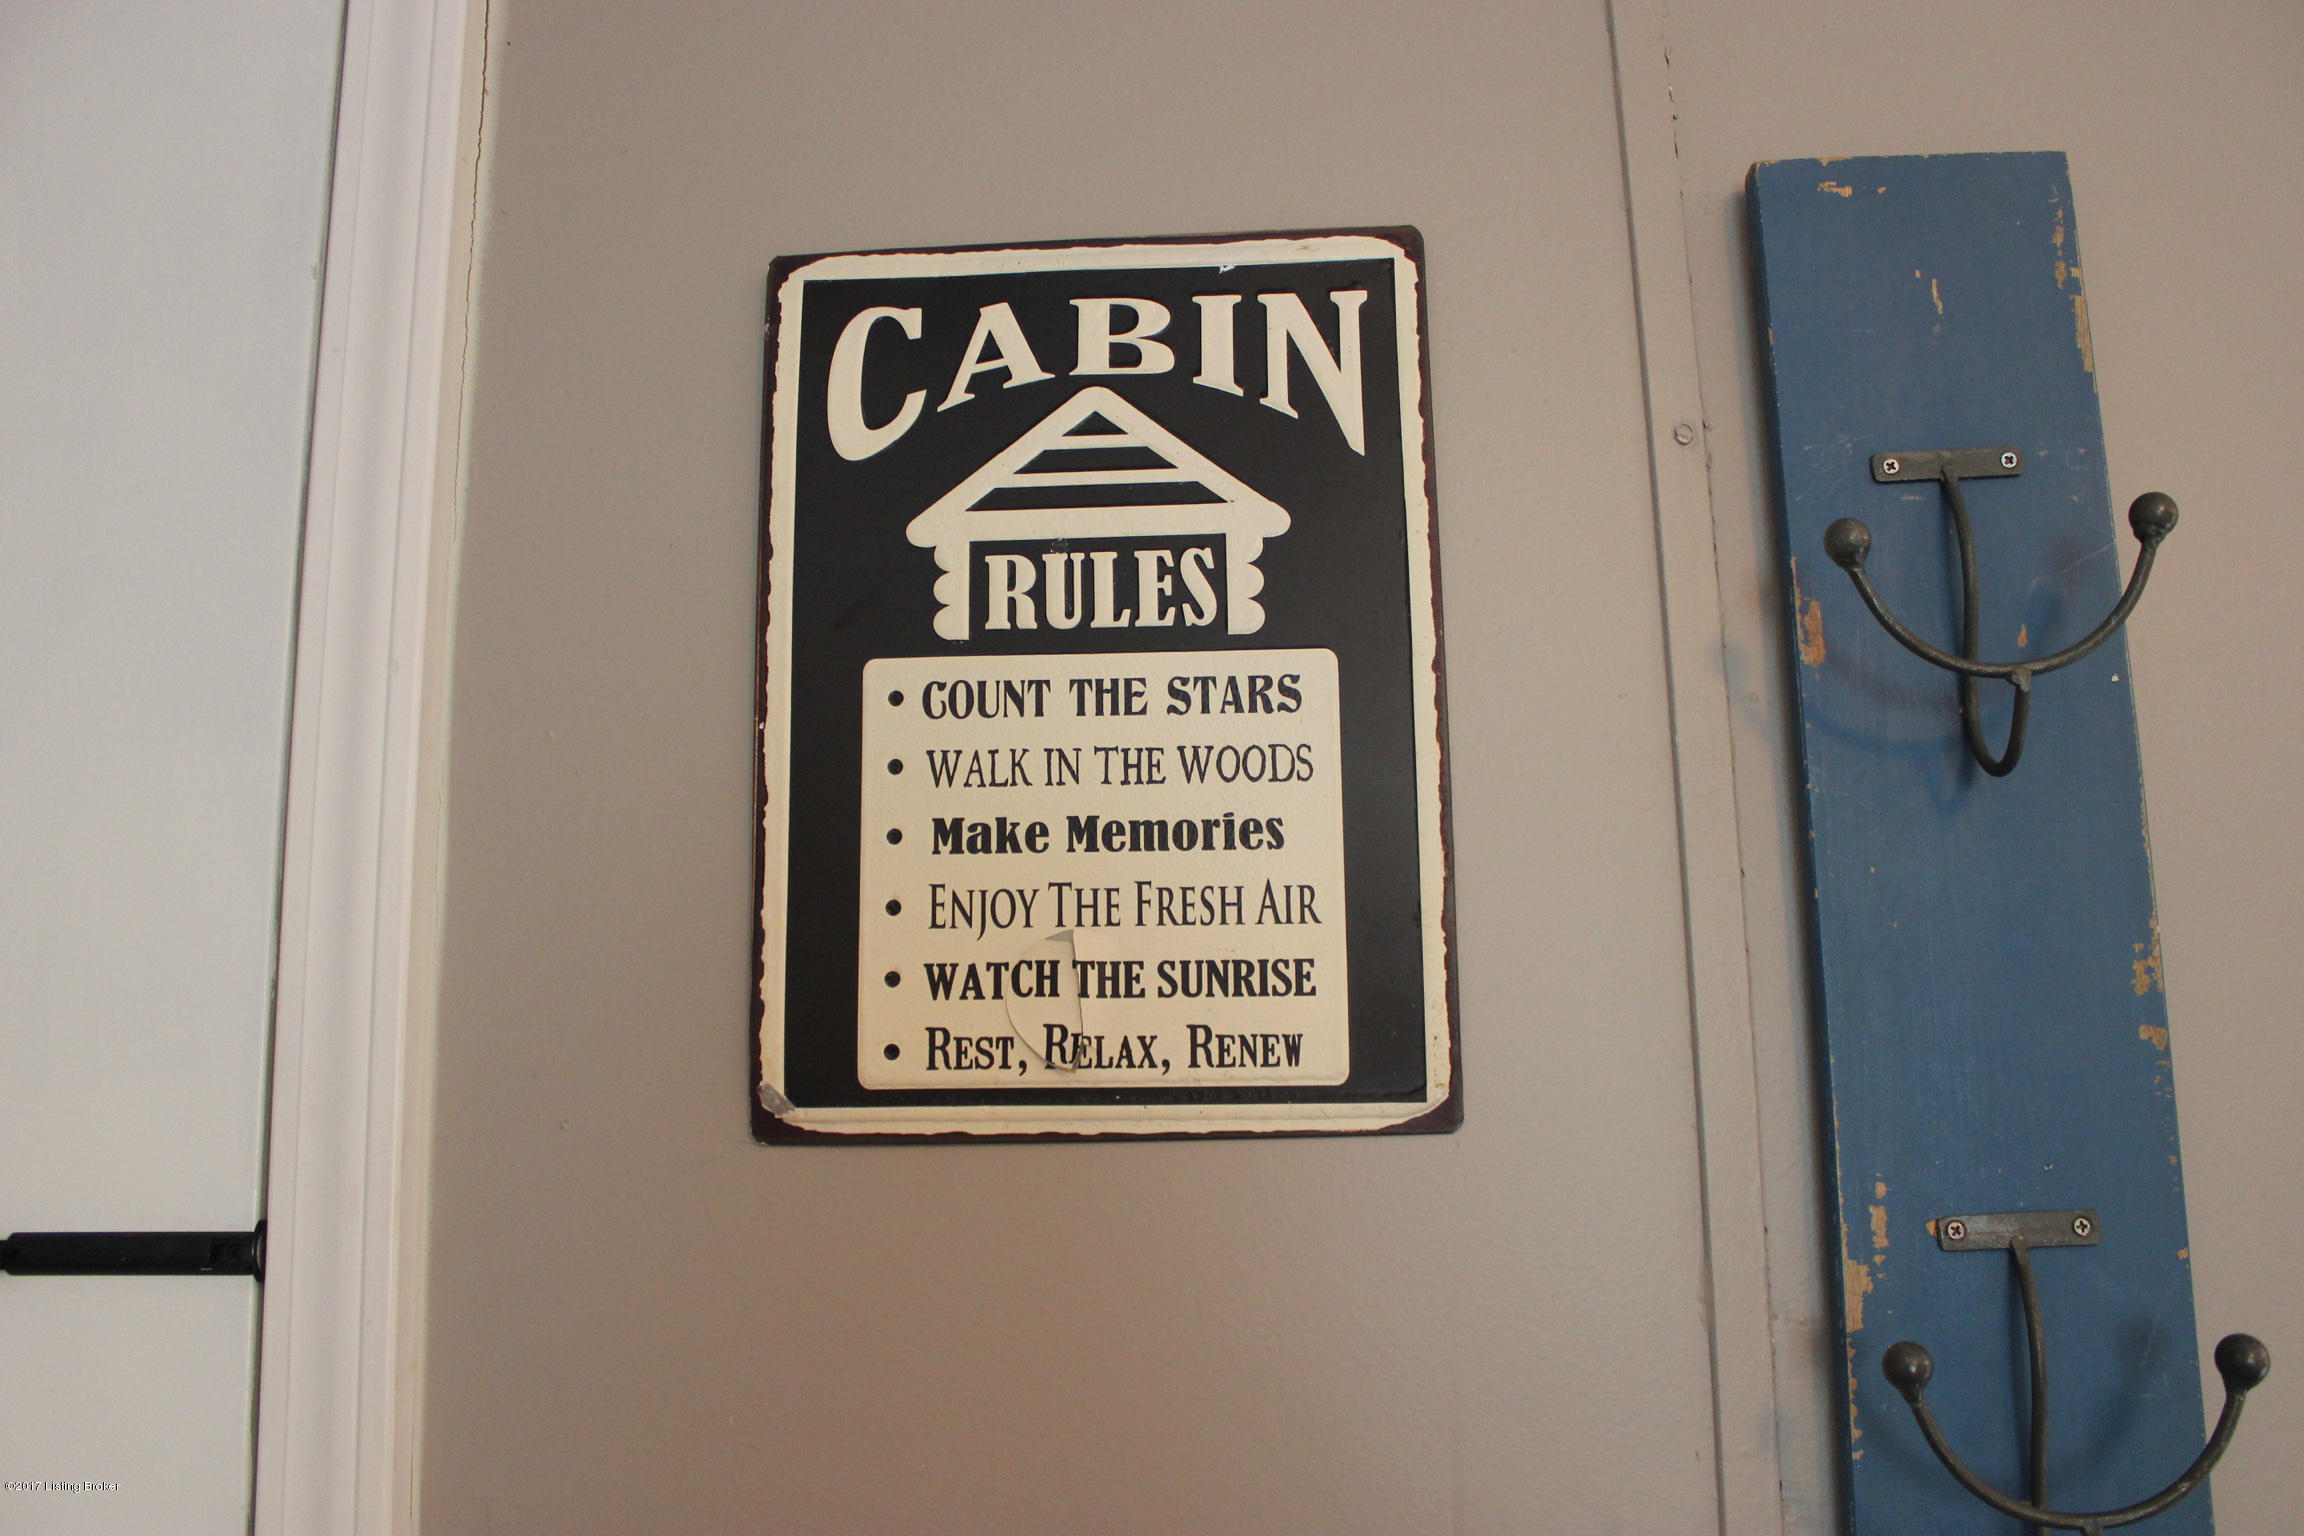 CABIN
RULES
• COUNT THE STARS
• WALK IN THE WOODS
• Make Memories
• ENJOY THE FRESH AIR
• WATCH THE SUNRISE
• REST, RELAX, RENEW
©2017 Listing Broker